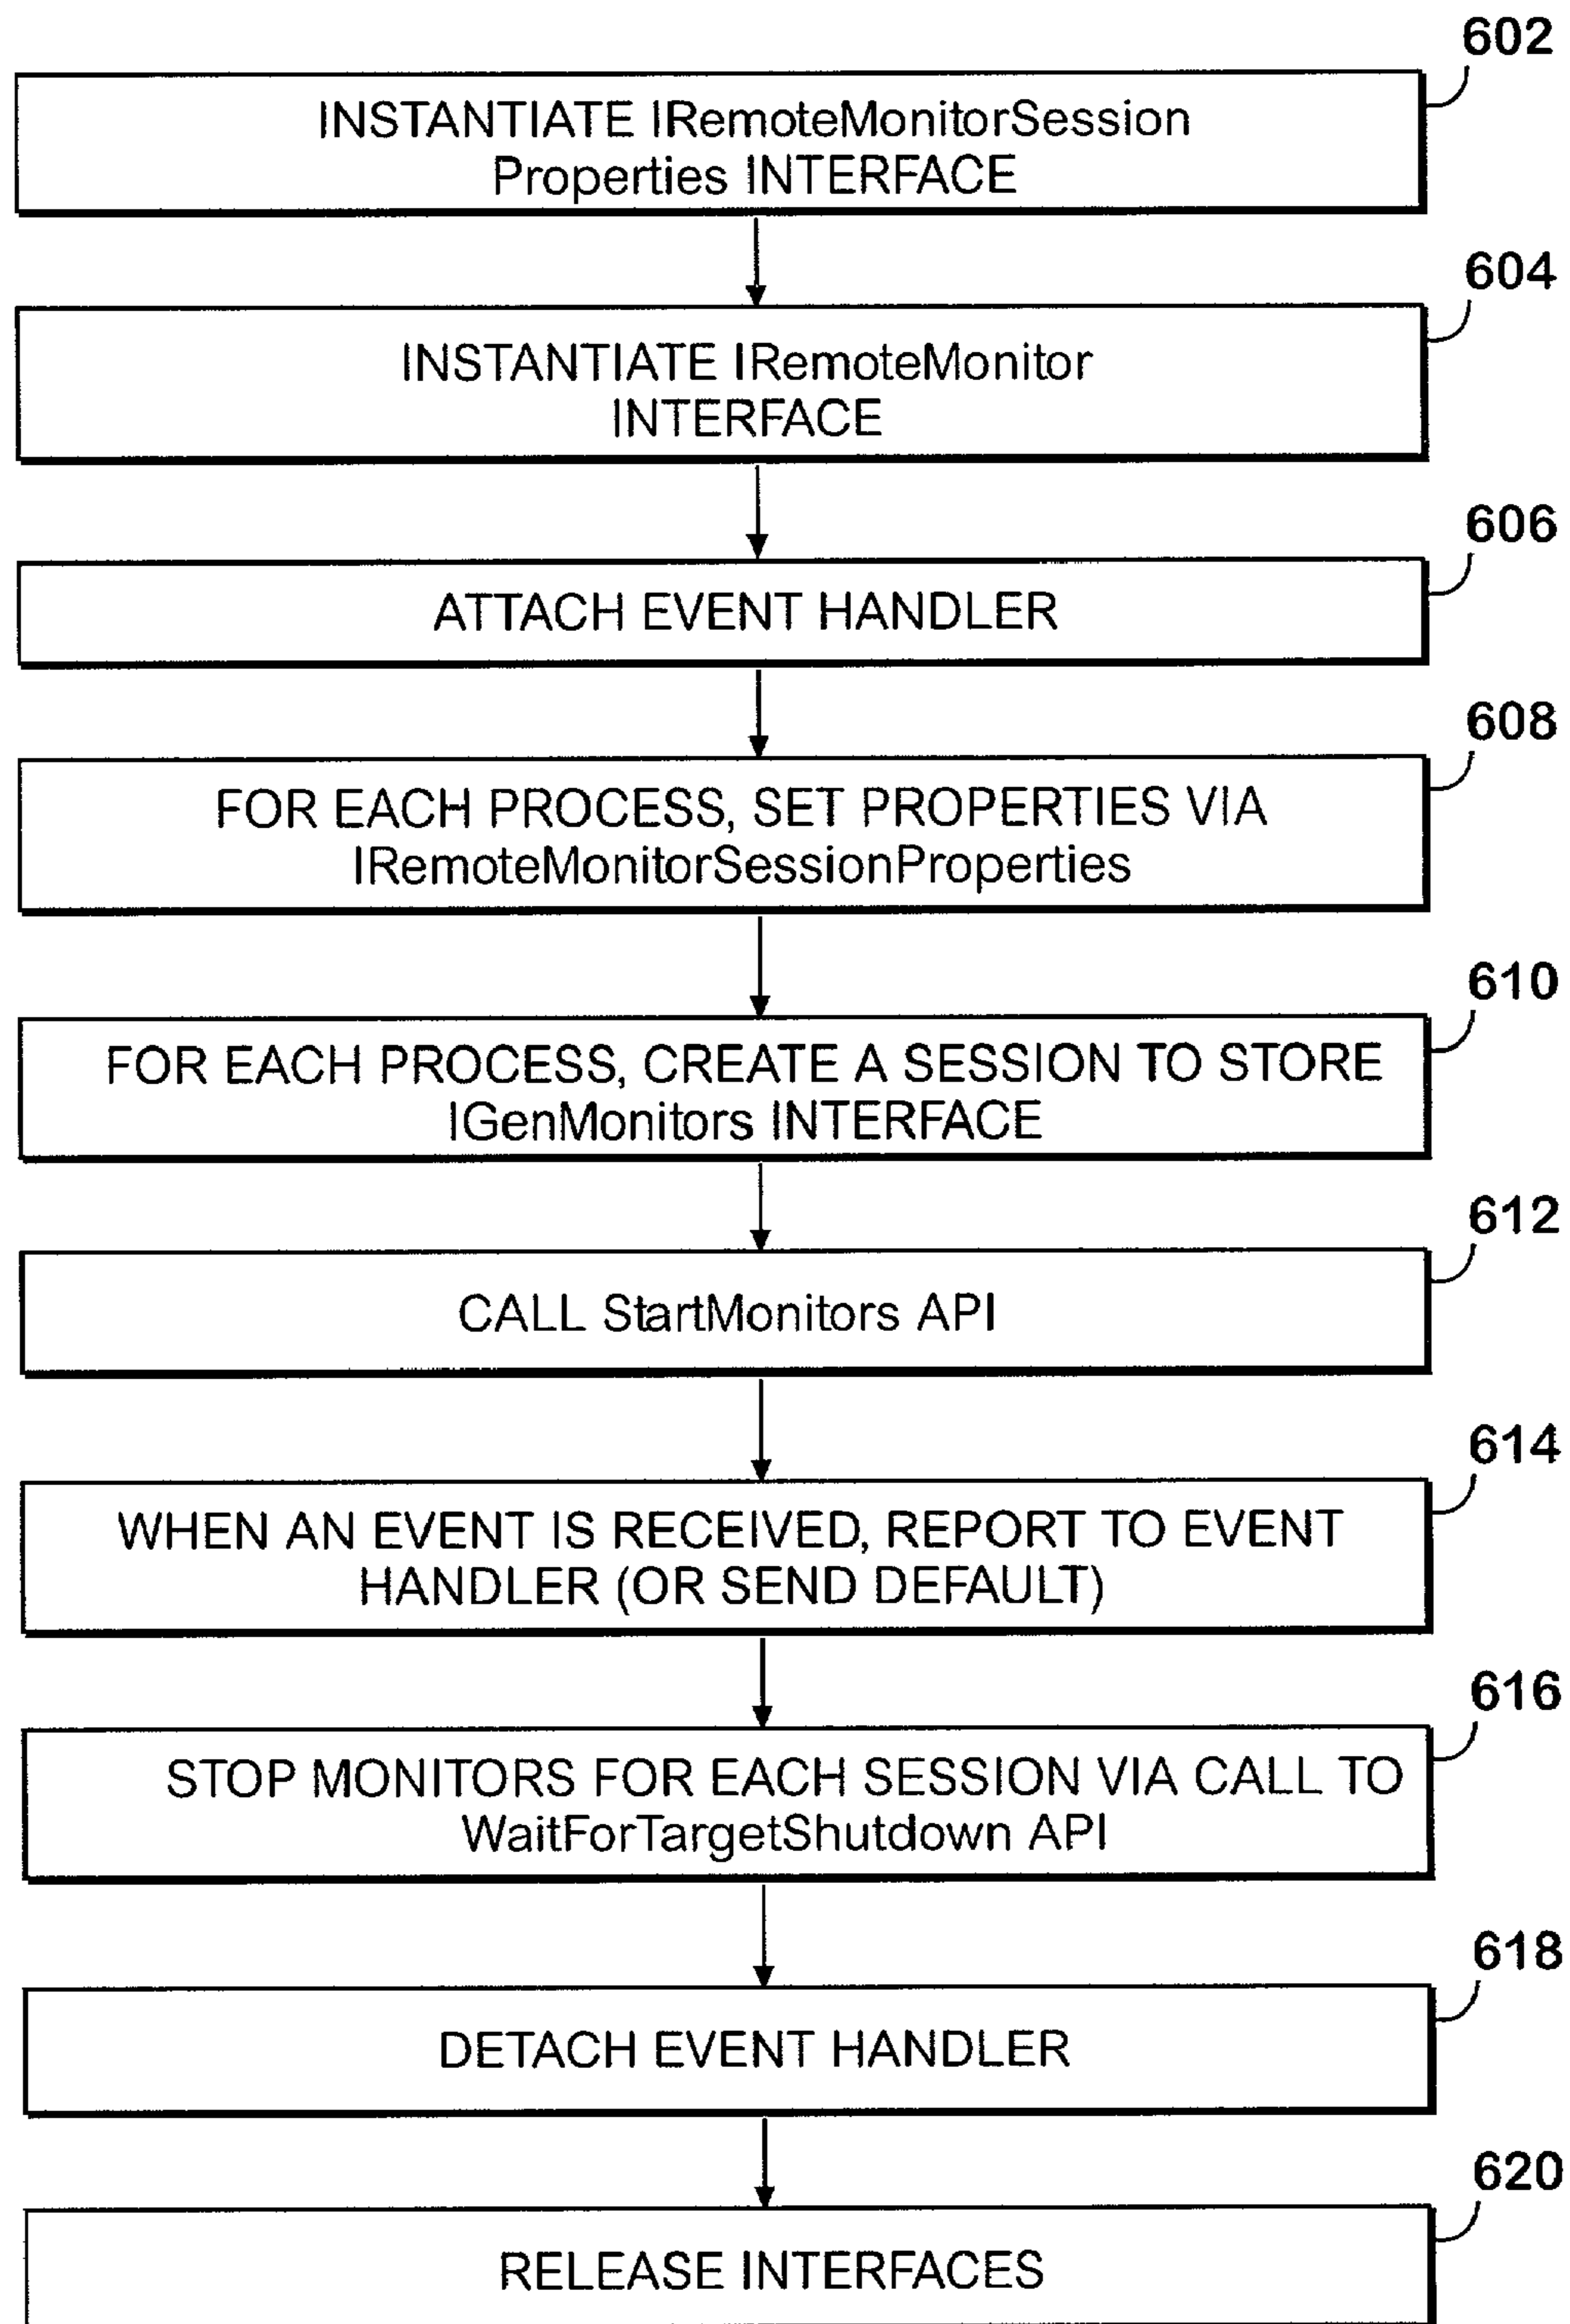 602
INSTANTIATE IRemoteMonitorSession
Properties INTERFACE
604
INSTANTIATE IRemoteMonitor
INTERFACE
606
ATTACH EVENT HANDLER
608
FOR EACH PROCESS, SET PROPERTIES VIA
IRemoteMonitorSessionProperties
610
FOR EACH PROCESS, CREATE A SESSION TO STORE
IGenMonitors INTERFACE
612
CALL StartMonitors API
614
WHEN AN EVENT IS RECEIVED, REPORT TO EVENT
HANDLER (OR SEND DEFAULT)
616
STOP MONITORS FOR EACH SESSION VIA CALL TO
WaitForTargetShutdown API
618
DETACH EVENT HANDLER
620
RELEASE INTERFACES